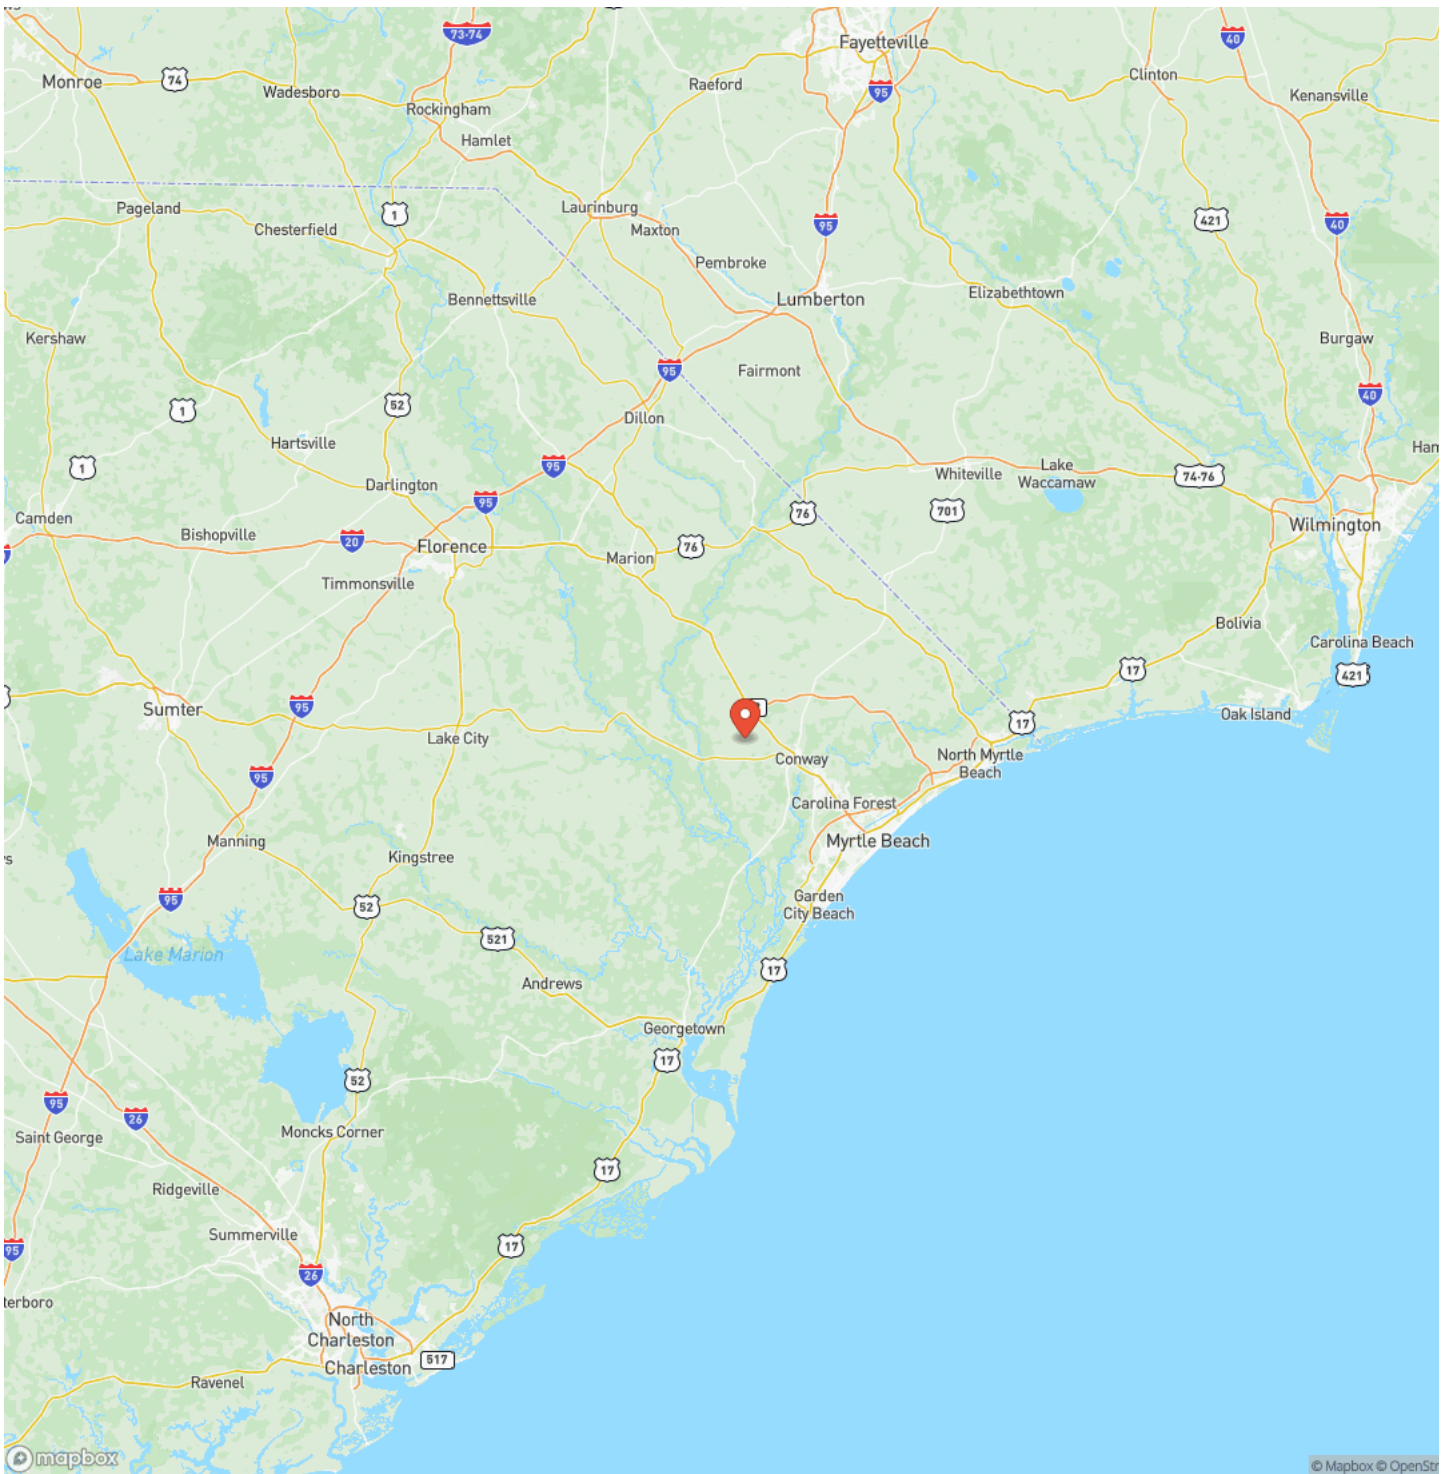 73-74
Fayetteville
40
Monroe
74
Clinton
Wadesboro
Raeford
95
Kenansville
Rockingham
Hamlet
Pageland
Laurinburg
1
421
40
Chesterfield
Maxton
95
Pembroke
Bennettsville
Lumberton
Elizabethtown
Kershaw
Burgaw
95
Fairmont
40
52
1
Dillon
Hartsville
Ham
1
95
Whiteville
Lake
Waccamaw
74-76
Darlington
95
76
701
Camden
Wilmington
Bishopville
20
Florence
76
Marion
Timmonsville
Bolivia
Carolina Beach
17
421
Sumter
95
Oak Island
17
Lake City
Conway
North Myrtle
Beach
95
Carolina Forest
Manning
Myrtle Beach
Kingstree
95
52
Garden
City Beach
521
Lake Marion
17
Andrews
Georgetown
17
52
95
26
Saint George
Moncks Corner
17
Ridgeville
Summerville
17
95
26
terboro
North
Charleston
517
Charleston
Ravenel
mapbox
© Mapbox © OpenStr